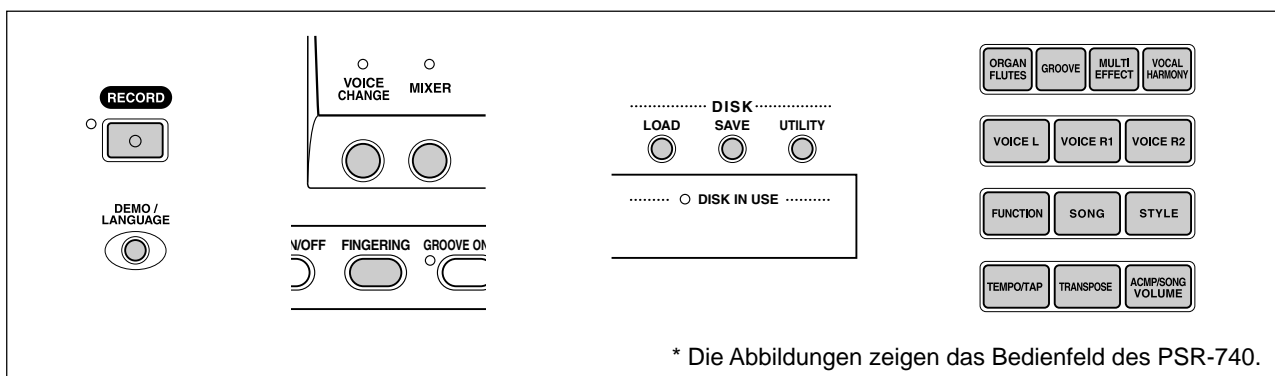 RECORD
DEMO /
LANGUAGE
VOICE
CHANGE
MIXER
N/OFF FINGERING GROOVE ON
DISK
LOAD SAVE UTILITY
DISK IN USE
ORGAN
FLUTES
GROOVE
MULTI
EFFECT
VOCAL
HARMONY
VOICE L VOICE R1 VOICE R2
FUNCTION SONG STYLE
TEMPO/TAP TRANSPOSE
ACMP/SONG
VOLUME
* Die Abbildungen zeigen das Bedienfeld des PSR-740.